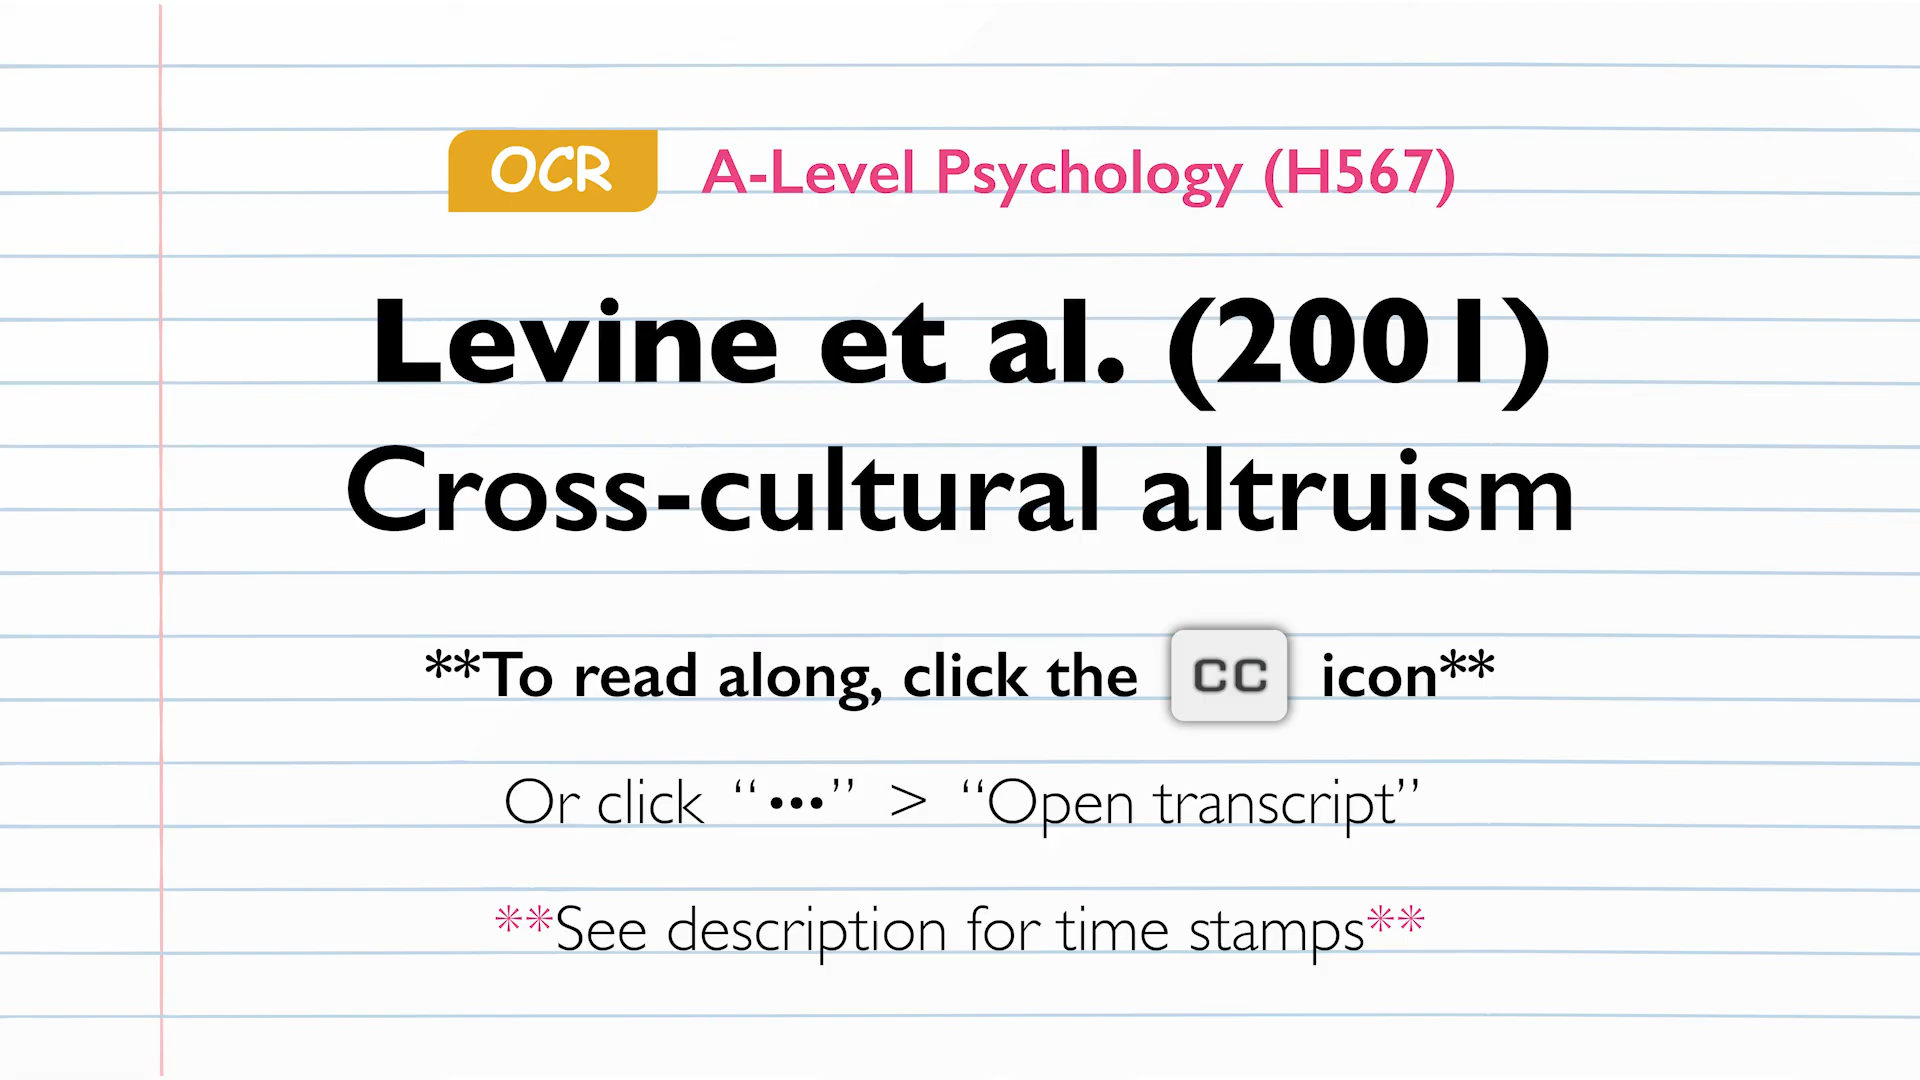 OCR A-Level Psychology (H567)
Levine et al. (2001)
Cross-cultural altruism
**To read along, click the CC icon**
Or click “•••” > “Open transcript”
**See description for time stamps**